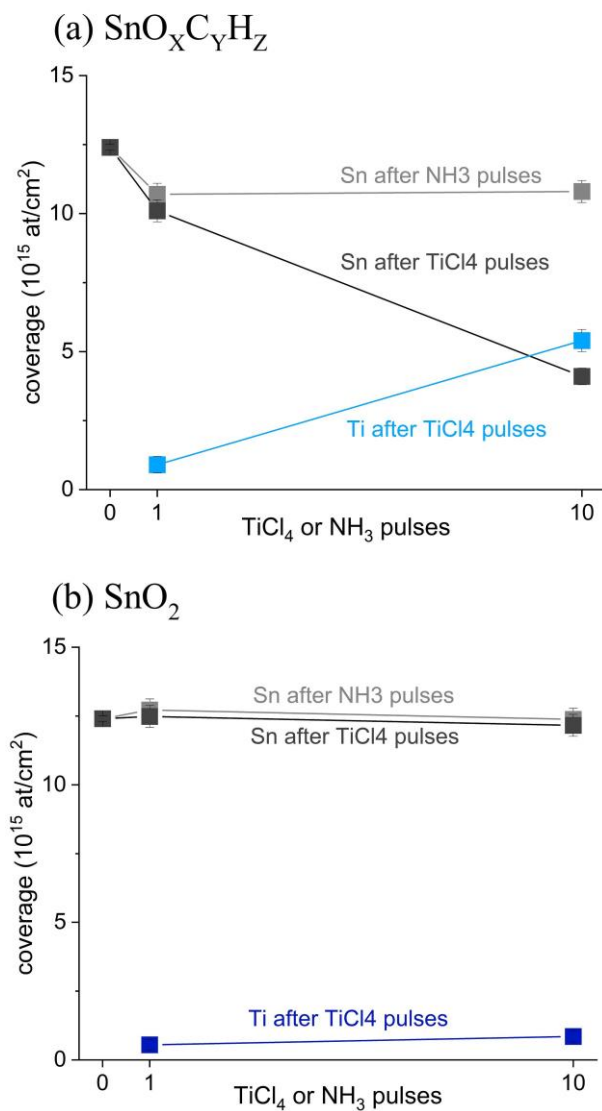 (a) SnOXCYHZ
15
Sn after NH3 pulses
10
Sn after TiCl4 pulses
coverage (10¹⁵ at/cm²)
5
Ti after TiCl4 pulses
0
0 1 10
TiCl₄ or NH₃ pulses
(b) SnO₂
15
Sn after NH3 pulses
Sn after TiCl4 pulses
10
coverage (10¹⁵ at/cm²)
5
Ti after TiCl4 pulses
0
0 1 10
TiCl₄ or NH₃ pulses